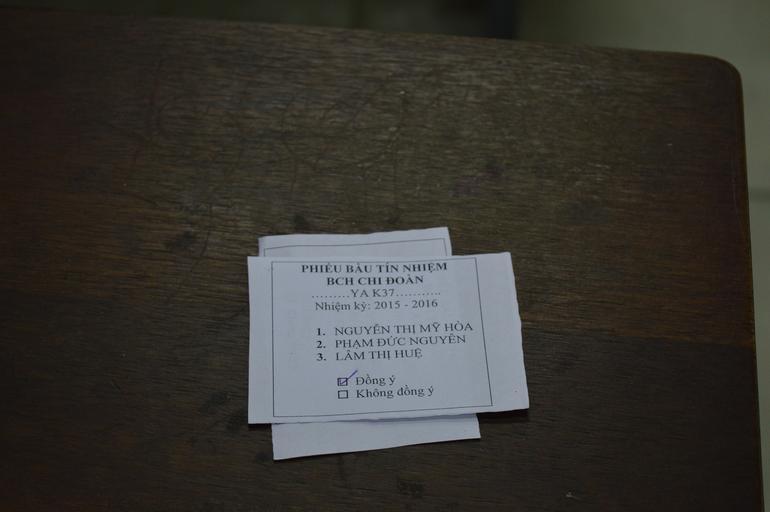 PHIẾU BẦU TÍN NHIỆM
BCH CHI ĐOÀN
.........YA K37...........
Nhiệm kỳ: 2015 - 2016
1. NGUYỄN THỊ MỸ HÒA
2. PHẠM ĐỨC NGUYÊN
3. LÂM THỊ HUỆ
Đồng ý
Không đồng ý